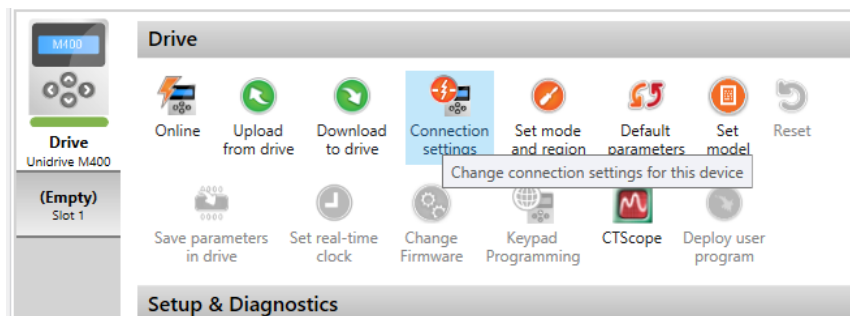 M400
Drive
Unidrive M400
(Empty)
Slot 1
Drive
Online
Upload
from drive
Download
to drive
Connection
settings
Set mode
and region
Default
parameters
Set
model
Reset
Change connection settings for this device
Save parameters
in drive
Set real-time
clock
Change
Firmware
Keypad
Programming
CTScope
Deploy user
program
Setup & Diagnostics